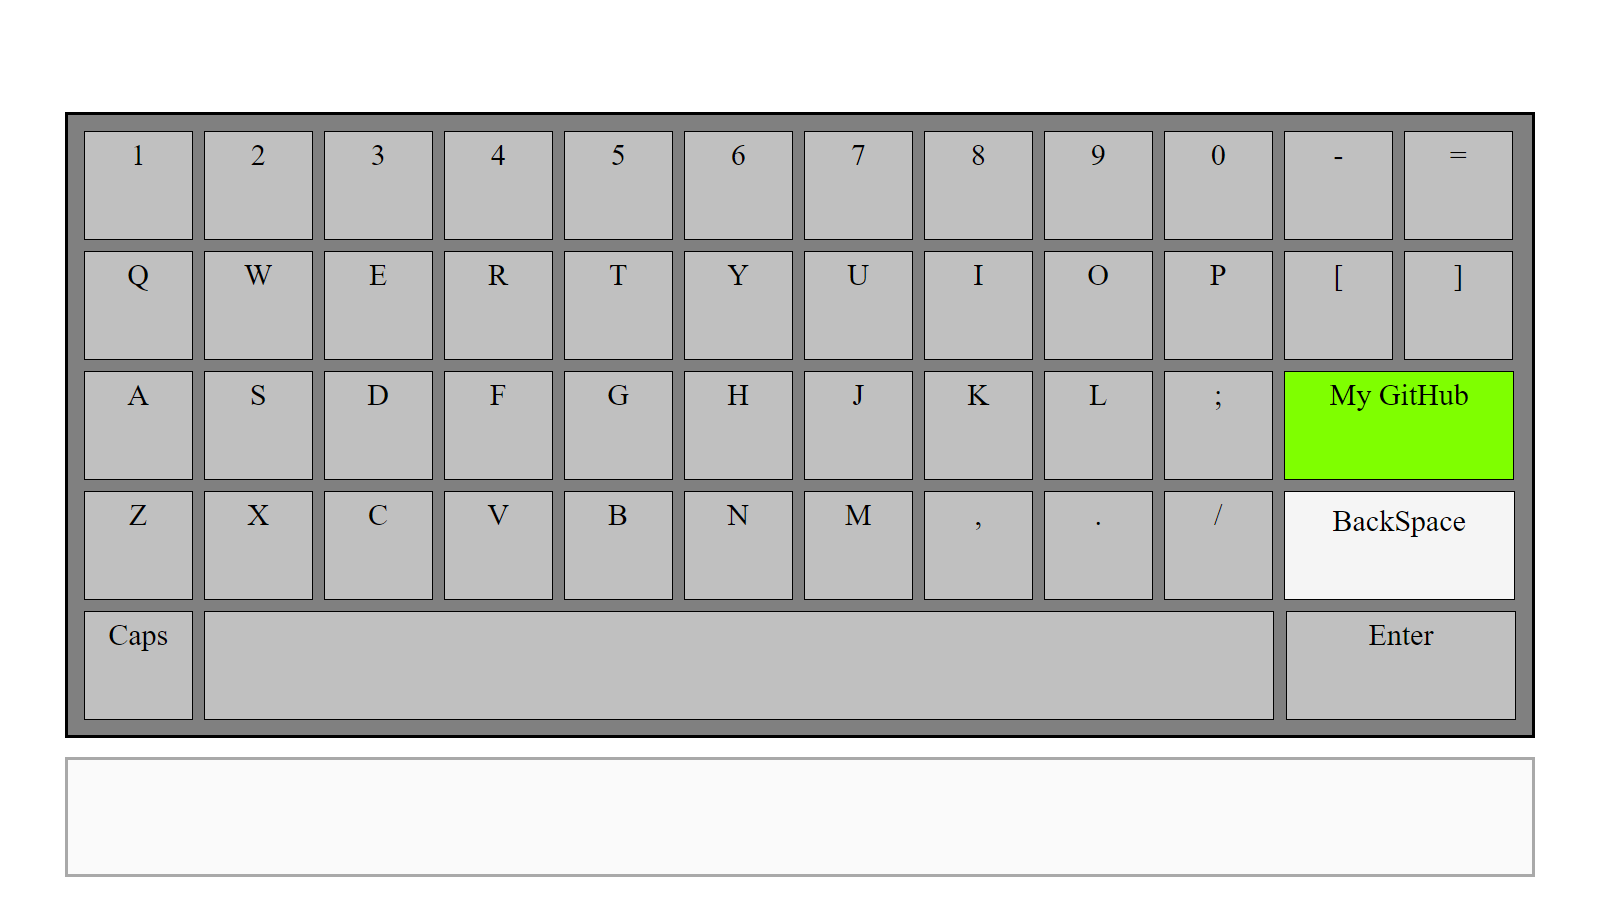 1 2 3 4 5 6 7 8 9 0 - =
Q W E R T Y U I O P [ ]
A S D F G H J K L ; My GitHub
Z X C V B N M , . / BackSpace
Caps Enter